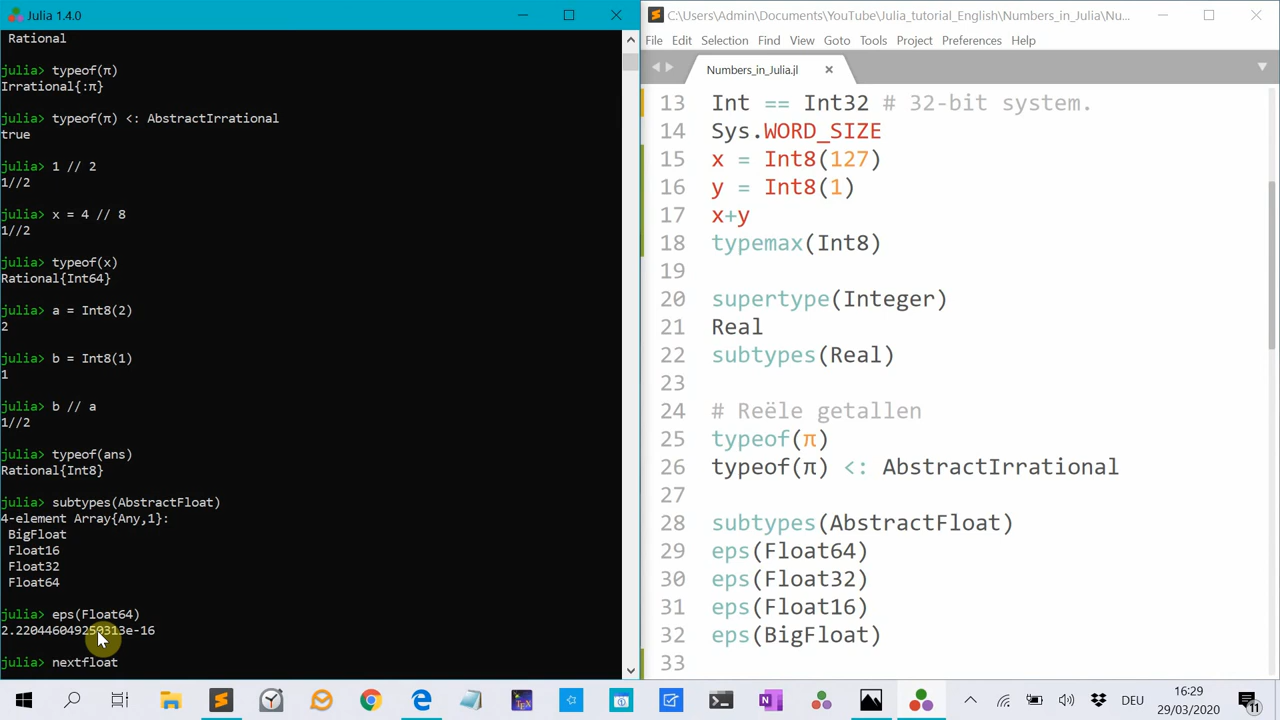 Julia 1.4.0
Rational
julia> typeof(π)
Irrational{:π}
julia> typeof(π) <: AbstractIrrational
true
julia> 1 // 2
1//2
julia> x = 4 // 8
1//2
julia> typeof(x)
Rational{Int64}
julia> a = Int8(2)
2
julia> b = Int8(1)
1
julia> b // a
1//2
julia> typeof(ans)
Rational{Int8}
julia> subtypes(AbstractFloat)
4-element Array{Any,1}:
BigFloat
Float16
Float32
Float64
julia> eps(Float64)
2.220446049250313e-16
julia> nextfloat
C:\Users\Admin\Documents\YouTube\Julia_tutorial_English\Numbers_in_Julia\Nu...
File Edit Selection Find View Goto Tools Project Preferences Help
Numbers_in_Julia.jl
13 Int == Int32 # 32-bit system.
14 Sys.WORD_SIZE
15 x = Int8(127)
16 y = Int8(1)
17 x+y
18 typemax(Int8)
19
20 supertype(Integer)
21 Real
22 subtypes(Real)
23
24 # Reële getallen
25 typeof(π)
26 typeof(π) <: AbstractIrrational
27
28 subtypes(AbstractFloat)
29 eps(Float64)
30 eps(Float32)
31 eps(Float16)
32 eps(BigFloat)
33
DEU
16:29
29/03/2020
11